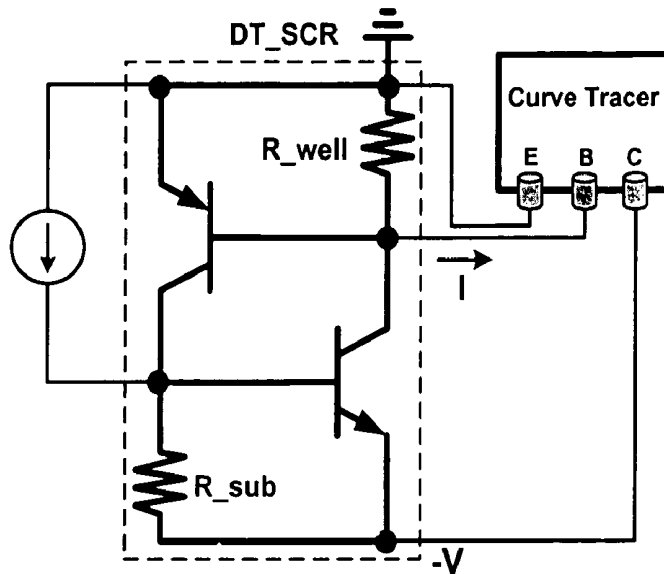 DT_SCR
Curve Tracer
R_well
E B C
I
R_sub
-V